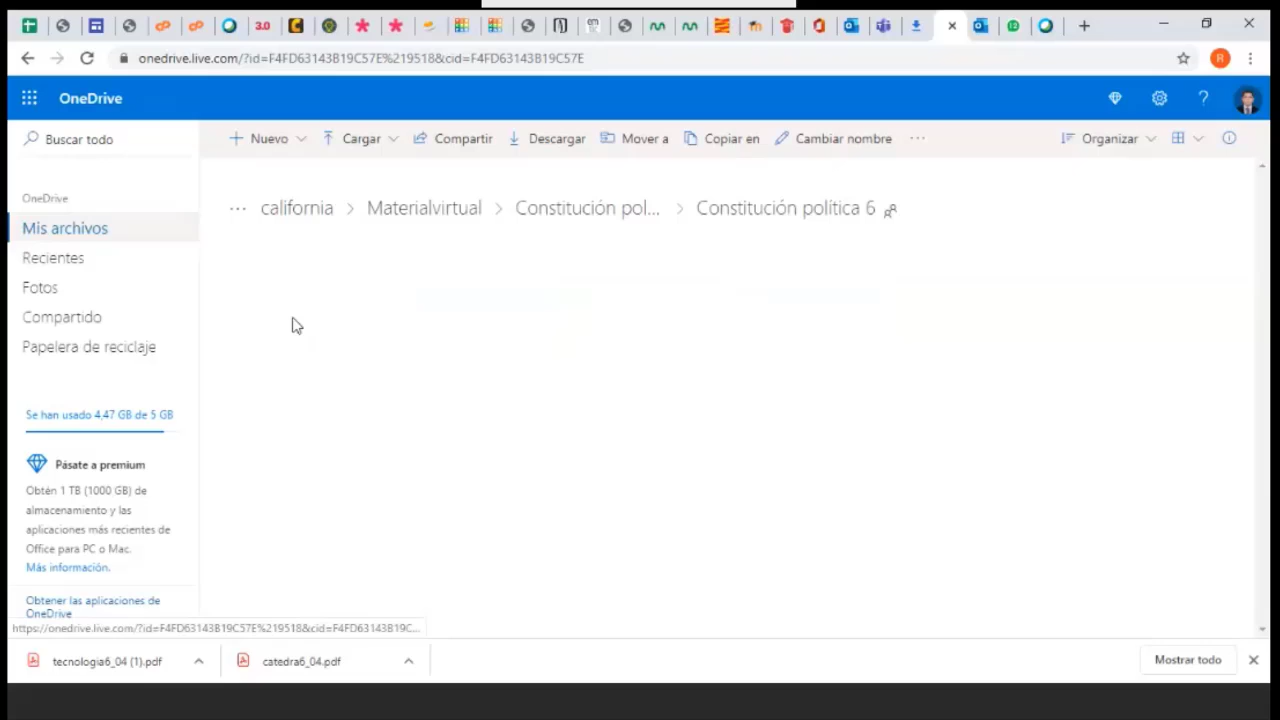 3.0
onedrive.live.com/?id=F4FD63143B19C57E%219518&cid=F4FD63143B19C57E
R
OneDrive
Buscar todo
Nuevo
Cargar
Compartir
Descargar
Mover a
Copiar en
Cambiar nombre
...
Organizar
... california > Materialvirtual > Constitución pol... > Constitución política 6
OneDrive
Mis archivos
Recientes
Fotos
Compartido
Papelera de reciclaje
Se han usado 4,47 GB de 5 GB
Pásate a premium
Obtén 1 TB (1000 GB) de
almacenamiento y las
aplicaciones más recientes de
Office para PC o Mac.
Más información.
Obtener las aplicaciones de
OneDrive
https://onedrive.live.com/?id=F4FD63143B19C57E%219518&cid=F4FD63143B19C...
tecnologia6_04 (1).pdf
catedra6_04.pdf
Mostrar todo